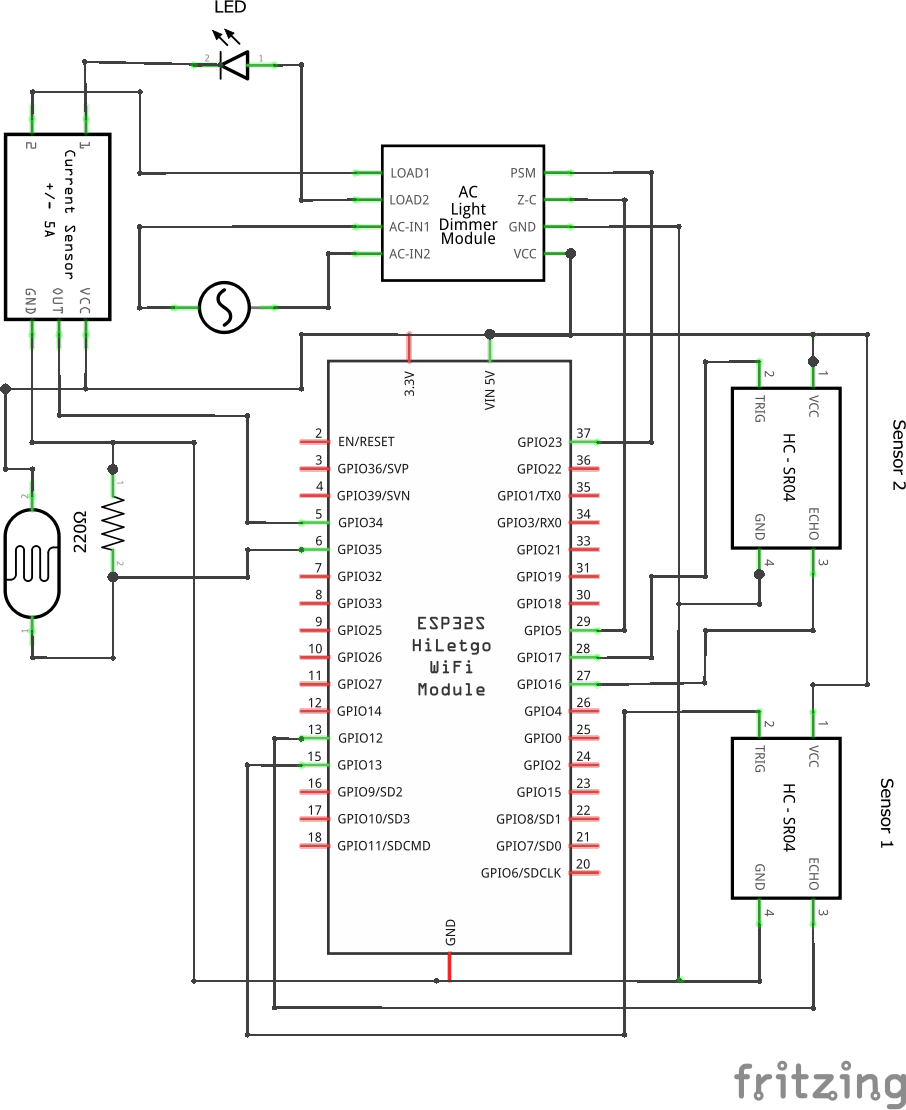 LED
2
1
2
1
Current Sensor
+/- 5A
GND
OUT
VCC
LOAD1
LOAD2
AC-IN1
AC-IN2
AC
Light
Dimmer
Module
PSM
Z-C
GND
VCC
3.3V
VIN 5V
2 EN/RESET
3 GPIO36/SVP
4 GPIO39/SVN
5 GPIO34
6 GPIO35
7 GPIO32
8 GPIO33
9 GPIO25
10 GPIO26
11 GPIO27
12 GPIO14
13 GPIO12
15 GPIO13
16 GPIO9/SD2
17 GPIO10/SD3
18 GPIO11/SDCMD
ESP32S
HiLetgo
WiFi
Module
GPIO23 37
GPIO22 36
GPIO1/TX0 35
GPIO3/RX0 34
GPIO21 33
GPIO19 31
GPIO18 30
GPIO5 29
GPIO17 28
GPIO16 27
GPIO4 26
GPIO0 25
GPIO2 24
GPIO15 23
GPIO8/SD1 22
GPIO7/SD0 21
GPIO6/SDCLK 20
GND
220Ω
1
2
2
1
2
1
TRIG
VCC
HC - SR04
GND
ECHO
4
3
Sensor 2
2
1
TRIG
VCC
HC - SR04
GND
ECHO
4
3
Sensor 1
fritzing